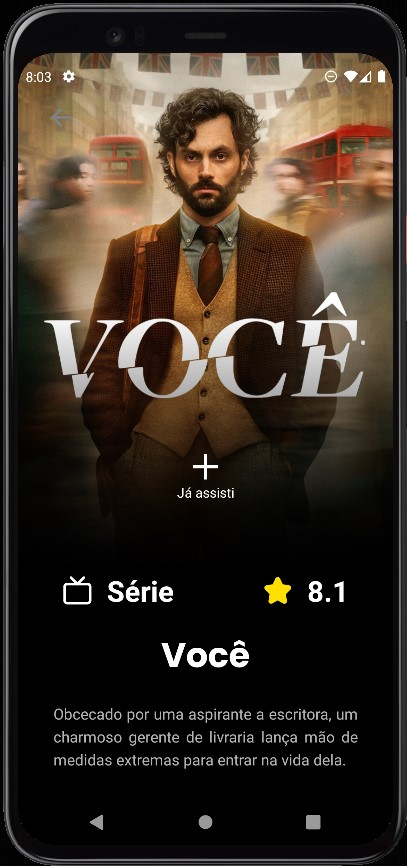 8:03
VOCÊ
Já assisti
Série
8.1
Você
Obcecado por uma aspirante a escritora, um
charmoso gerente de livraria lança mão de
medidas extremas para entrar na vida dela.